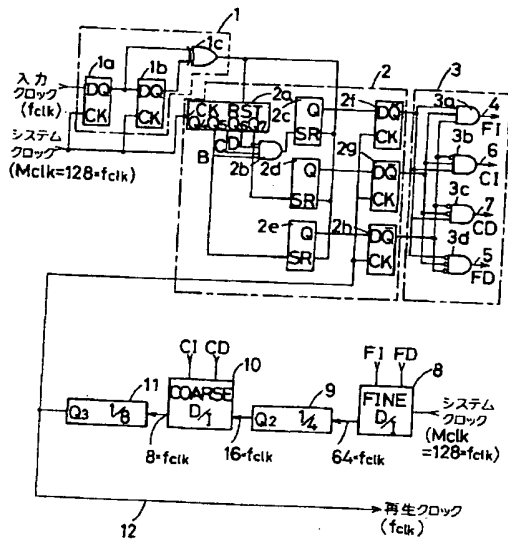 1
1a 1b 1c
DQ DQ
CK CK
入力
クロック
(fclk)
システム
クロック
(Mclk=128×fclk)
2
2a
CK RST
Q4 Q5 Q6 Q7
B C D
2b
2c
Q
SR
2d
Q
SR
2e
Q
SR
2f
DQ
CK
2g
DQ
CK
2h
DQ
CK
3
3a 4
FI
3b 6
CI
3c 7
CD
3d 5
FD
CI CD
10
COARSE
D/I
FI FD
8
FINE
D/I
システム
クロック
(Mclk
=128×fclk)
11
Q3 1/8
9
Q2 1/4
8×fclk
16×fclk
64×fclk
12
再生クロック
(fclk)